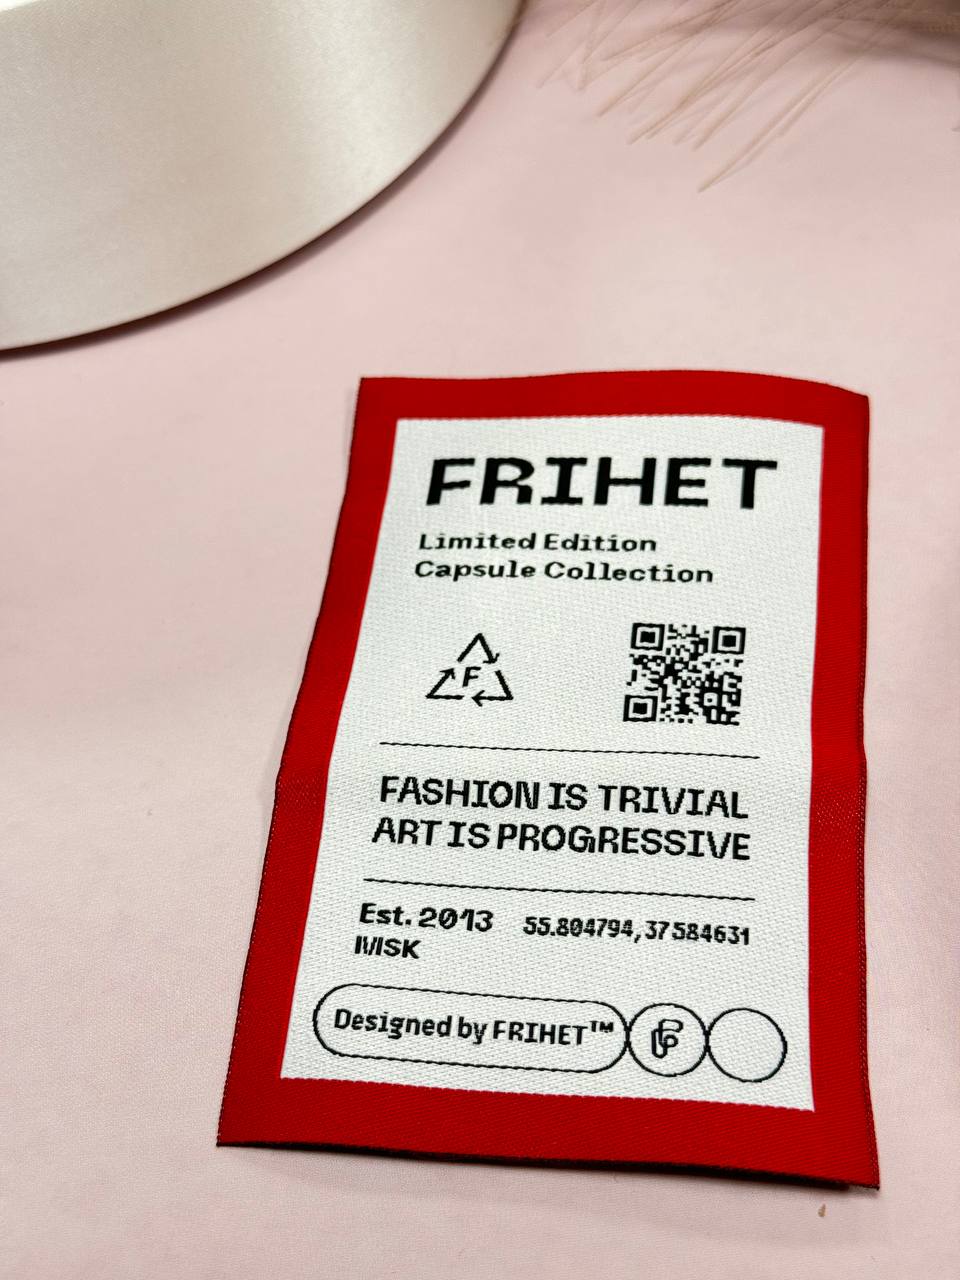 FRIHET
Limited Edition
Capsule Collection
F
FASHION IS TRIVIAL
ART IS PROGRESSIVE
Est. 2013 55.804794,37584631
MSK
Designed by FRIHET™ F